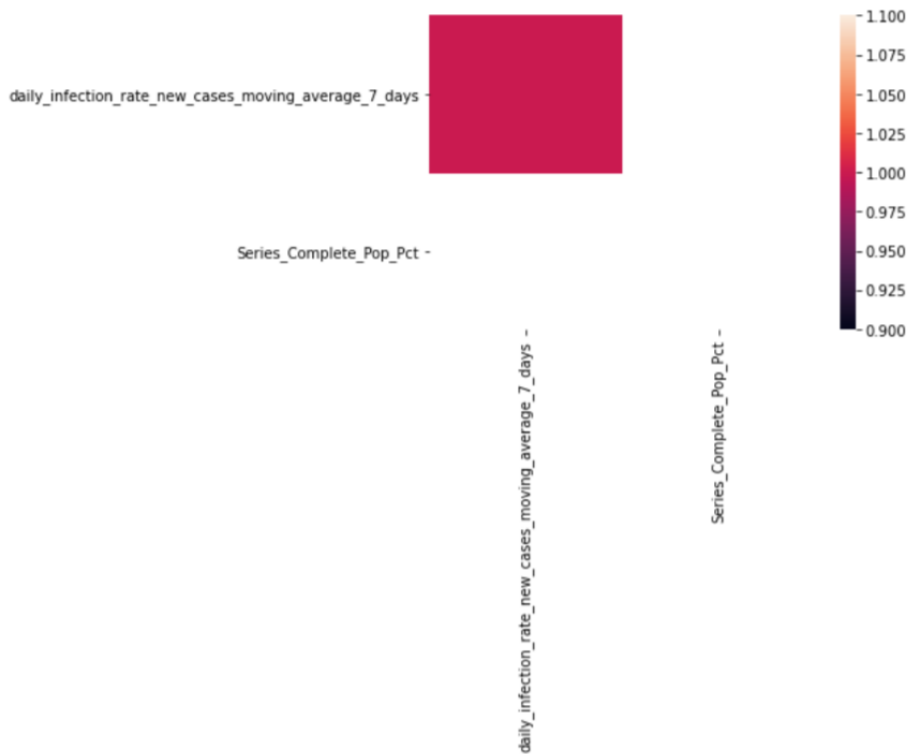 daily_infection_rate_new_cases_moving_average_7_days
Series_Complete_Pop_Pct
daily_infection_rate_new_cases_moving_average_7_days
Series_Complete_Pop_Pct
1.100
1.075
1.050
1.025
1.000
0.975
0.950
0.925
0.900